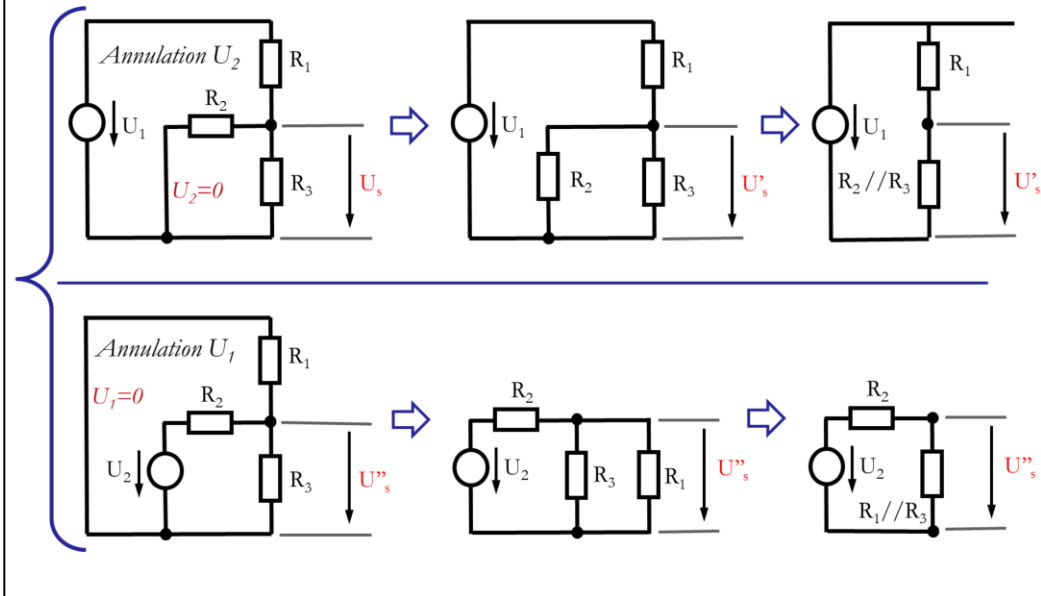 Annulation U₂
R₁
R₂
U₁
U₂=0
R₃
Uₛ
R₁
U₁
R₂
R₃
U'ₛ
R₁
U₁
R₂//R₃
U'ₛ
Annulation U₁
R₁
U₁=0
R₂
U₂
R₃
U"ₛ
R₂
U₂
R₃
R₁
U"ₛ
R₂
U₂
R₁//R₃
U"ₛ